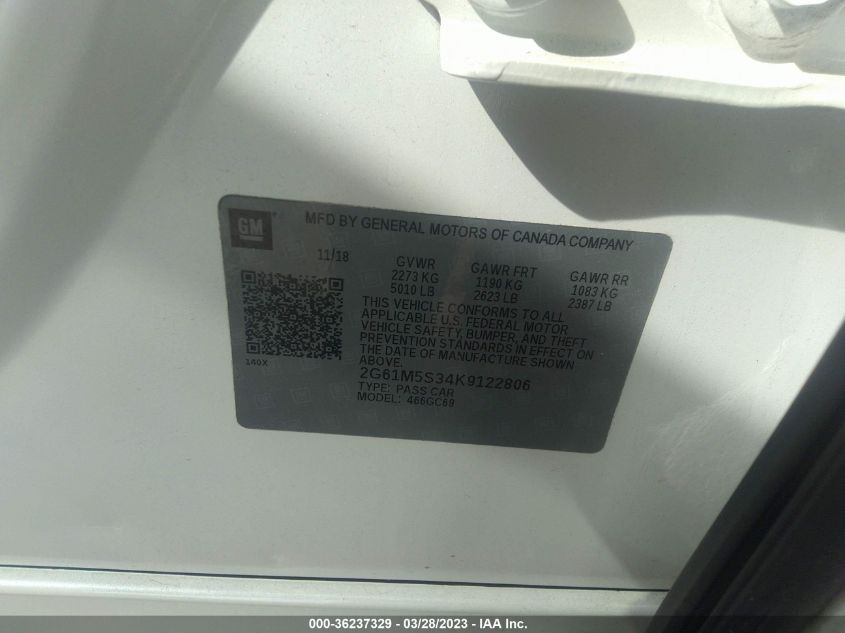 GM
MFD BY GENERAL MOTORS OF CANADA COMPANY
11/18
GVWR GAWR FRT GAWR RR
2273 KG 1190 KG 1083 KG
5010 LB 2623 LB 2387 LB
THIS VEHICLE CONFORMS TO ALL
APPLICABLE U.S. FEDERAL MOTOR
VEHICLE SAFETY, BUMPER, AND THEFT
PREVENTION STANDARDS IN EFFECT ON
THE DATE OF MANUFACTURE SHOWN
ABOVE.
140X
2G61M5S34K9122806
TYPE: PASS CAR
MODEL: 466GC69
000-36237329 — 03/28/2023 — IAA Inc.